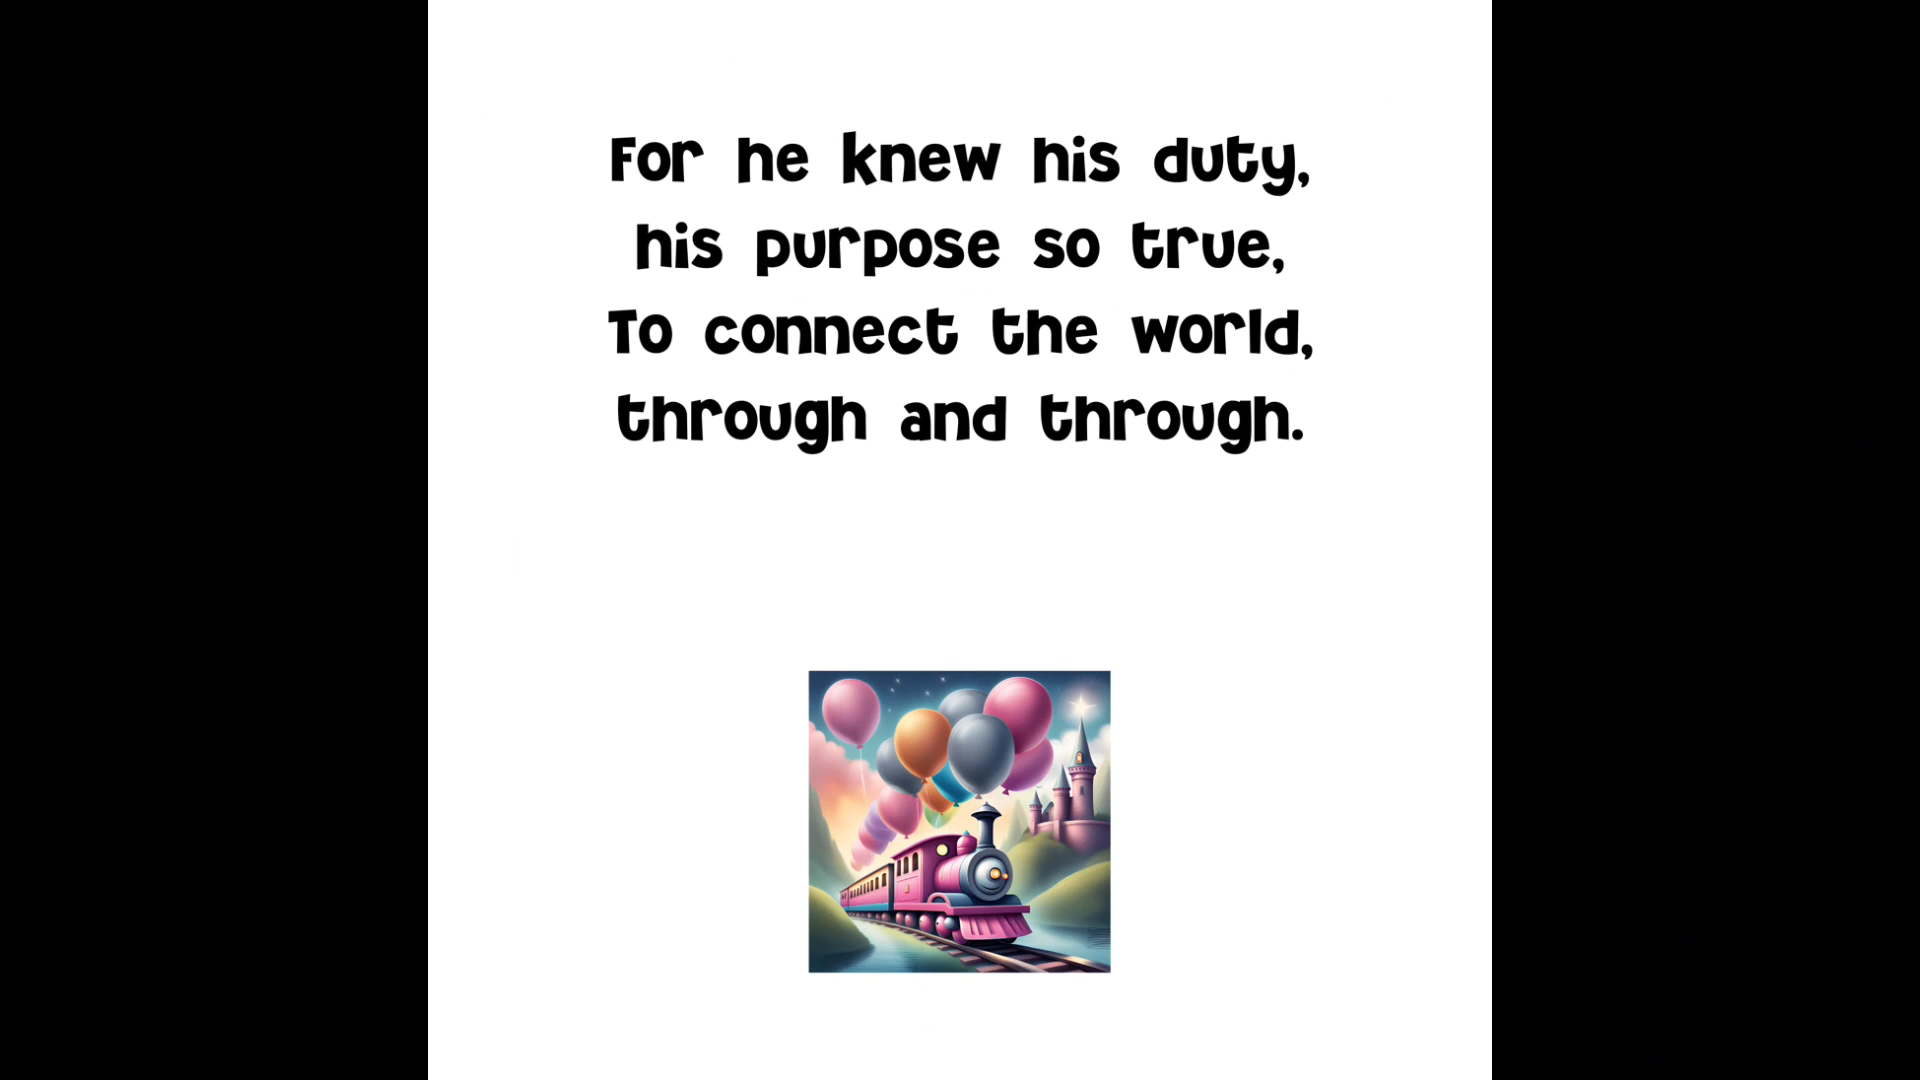 For he knew his duty,
his purpose so true,
To connect the world,
through and through.